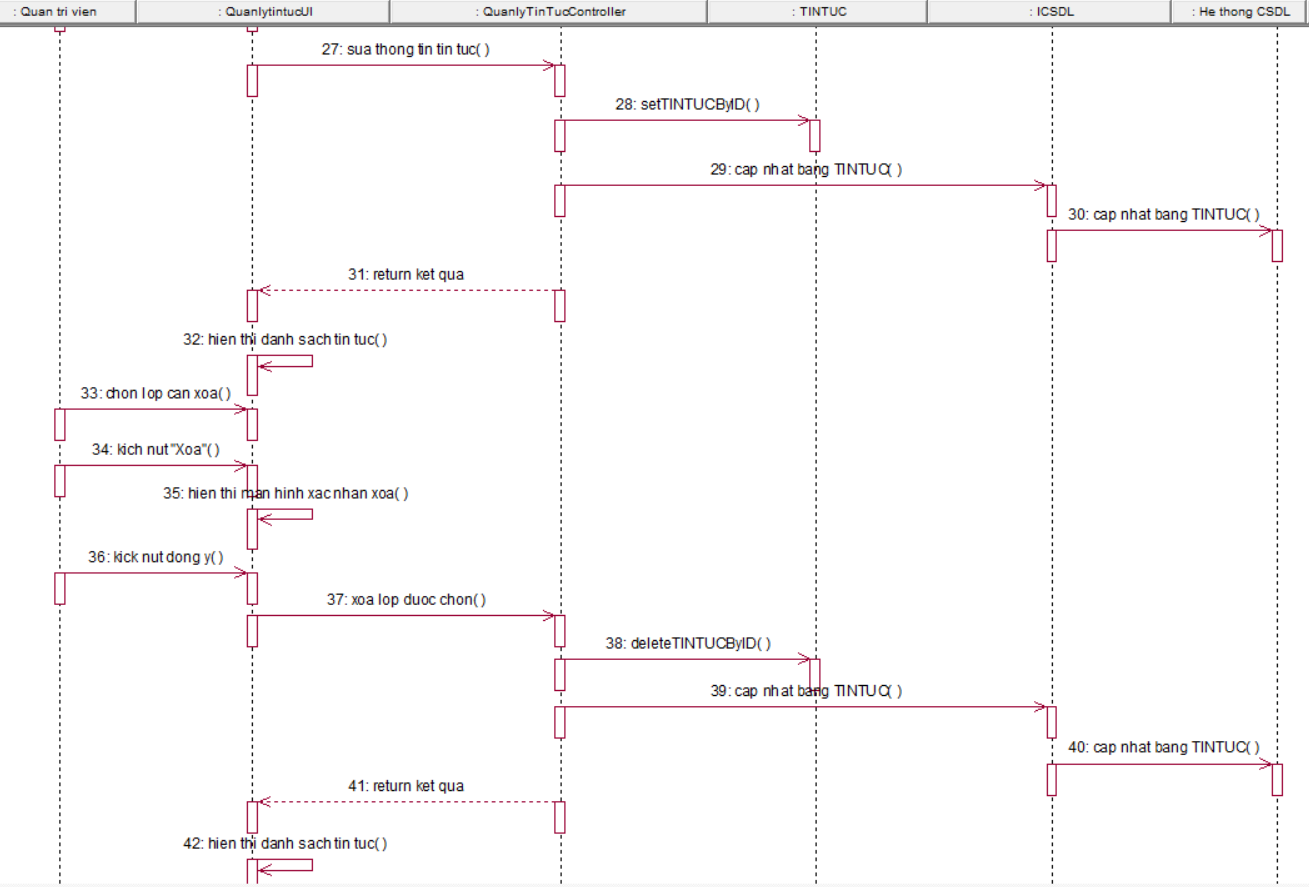 : Quan tri vien
: QuanlytintucUI
: QuanlyTinTucController
: TINTUC
: ICSDL
: He thong CSDL
27: sua thong tin tin tuc( )
28: setTINTUCByID( )
29: cap nhat bang TINTUC( )
30: cap nhat bang TINTUC( )
31: return ket qua
32: hien thi danh sach tin tuc( )
33: chon lop can xoa( )
34: kich nut "Xoa"( )
35: hien thi man hinh xac nhan xoa( )
36: kick nut dong y( )
37: xoa lop duoc chon( )
38: deleteTINTUCByID( )
39: cap nhat bang TINTUC( )
40: cap nhat bang TINTUC( )
41: return ket qua
42: hien thi danh sach tin tuc( )